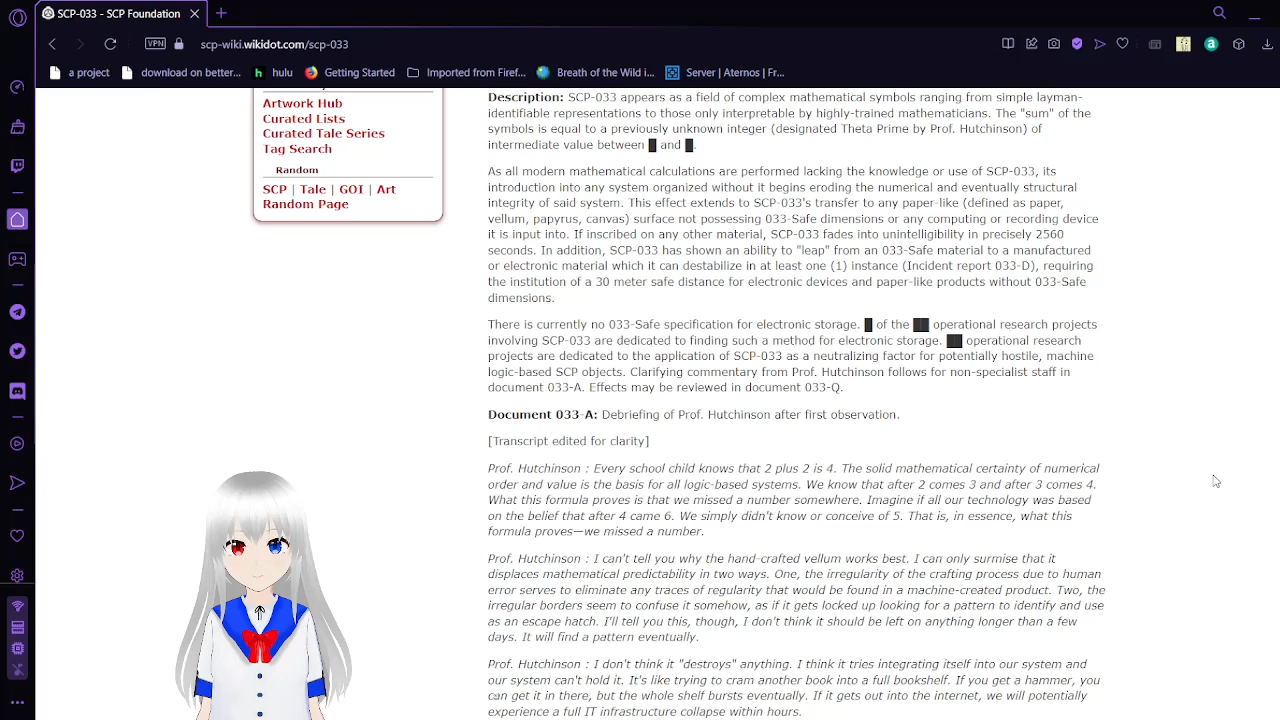 SCP-033 - SCP Foundation
VPN
scp-wiki.wikidot.com/scp-033
a project
download on better...
hulu
Getting Started
Imported from Firef...
Breath of the Wild i...
Server | Aternos | Fr...
Artwork Hub
Curated Lists
Curated Tale Series
Tag Search
Random
SCP | Tale | GOI | Art
Random Page
Description: SCP-033 appears as a field of complex mathematical symbols ranging from simple layman-
identifiable representations to those only interpretable by highly-trained mathematicians. The "sum" of the
symbols is equal to a previously unknown integer (designated Theta Prime by Prof. Hutchinson) of
intermediate value between █ and █.
As all modern mathematical calculations are performed lacking the knowledge or use of SCP-033, its
introduction into any system organized without it begins eroding the numerical and eventually structural
integrity of said system. This effect extends to SCP-033's transfer to any paper-like (defined as paper,
vellum, papyrus, canvas) surface not possessing 033-Safe dimensions or any computing or recording device
it is input into. If inscribed on any other material, SCP-033 fades into unintelligibility in precisely 2560
seconds. In addition, SCP-033 has shown an ability to "leap" from an 033-Safe material to a manufactured
or electronic material which it can destabilize in at least one (1) instance (Incident report 033-D), requiring
the institution of a 30 meter safe distance for electronic devices and paper-like products without 033-Safe
dimensions.
There is currently no 033-Safe specification for electronic storage. █ of the ██ operational research projects
involving SCP-033 are dedicated to finding such a method for electronic storage. ██ operational research
projects are dedicated to the application of SCP-033 as a neutralizing factor for potentially hostile, machine
logic-based SCP objects. Clarifying commentary from Prof. Hutchinson follows for non-specialist staff in
document 033-A. Effects may be reviewed in document 033-Q.
Document 033-A: Debriefing of Prof. Hutchinson after first observation.
[Transcript edited for clarity]
Prof. Hutchinson : Every school child knows that 2 plus 2 is 4. The solid mathematical certainty of numerical
order and value is the basis for all logic-based systems. We know that after 2 comes 3 and after 3 comes 4.
What this formula proves is that we missed a number somewhere. Imagine if all our technology was based
on the belief that after 4 came 6. We simply didn't know or conceive of 5. That is, in essence, what this
formula proves—we missed a number.
Prof. Hutchinson : I can't tell you why the hand-crafted vellum works best. I can only surmise that it
displaces mathematical predictability in two ways. One, the irregularity of the crafting process due to human
error serves to eliminate any traces of regularity that would be found in a machine-created product. Two, the
irregular borders seem to confuse it somehow, as if it gets locked up looking for a pattern to identify and use
as an escape hatch. I'll tell you this, though, I don't think it should be left on anything longer than a few
days. It will find a pattern eventually.
Prof. Hutchinson : I don't think it "destroys" anything. I think it tries integrating itself into our system and
our system can't hold it. It's like trying to cram another book into a full bookshelf. If you get a hammer, you
can get it in there, but the whole shelf bursts eventually. If it gets out into the internet, we will potentially
experience a full IT infrastructure collapse within hours.